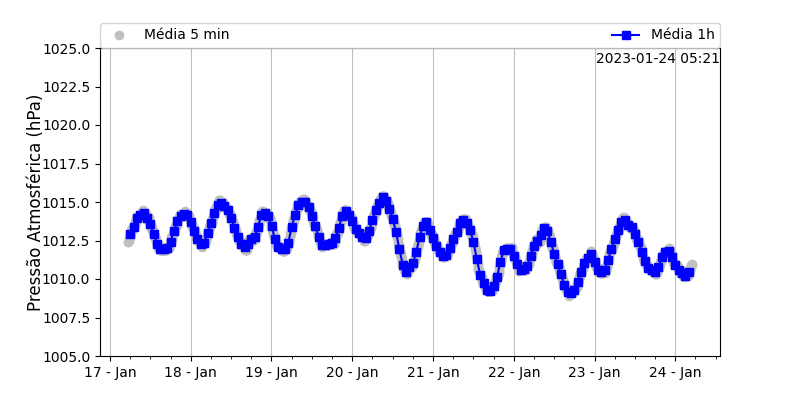 Média 5 min
Média 1h
2023-01-24 05:21
Pressão Atmosférica (hPa)
1025.0
1022.5
1020.0
1017.5
1015.0
1012.5
1010.0
1007.5
1005.0
17 - Jan
18 - Jan
19 - Jan
20 - Jan
21 - Jan
22 - Jan
23 - Jan
24 - Jan